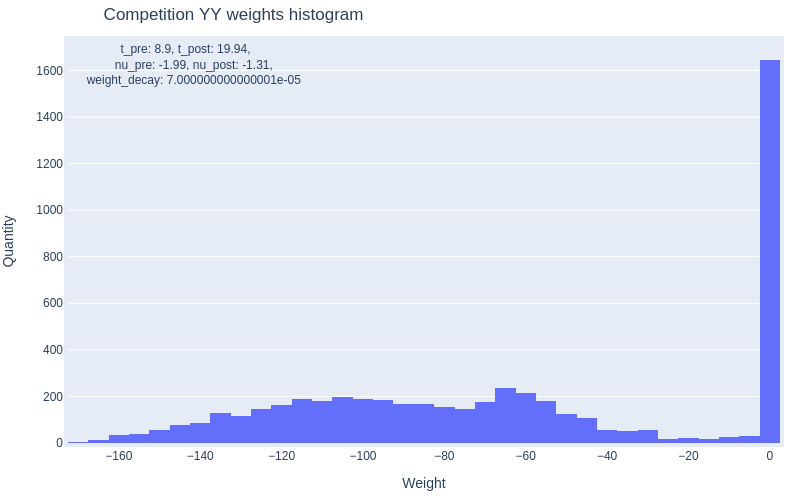 Competition YY weights histogram
t_pre: 8.9, t_post: 19.94,
nu_pre: -1.99, nu_post: -1.31,
weight_decay: 7.000000000000001e-05
1600
1400
1200
1000
800
600
400
200
0
Quantity
−160 −140 −120 −100 −80 −60 −40 −20 0
Weight